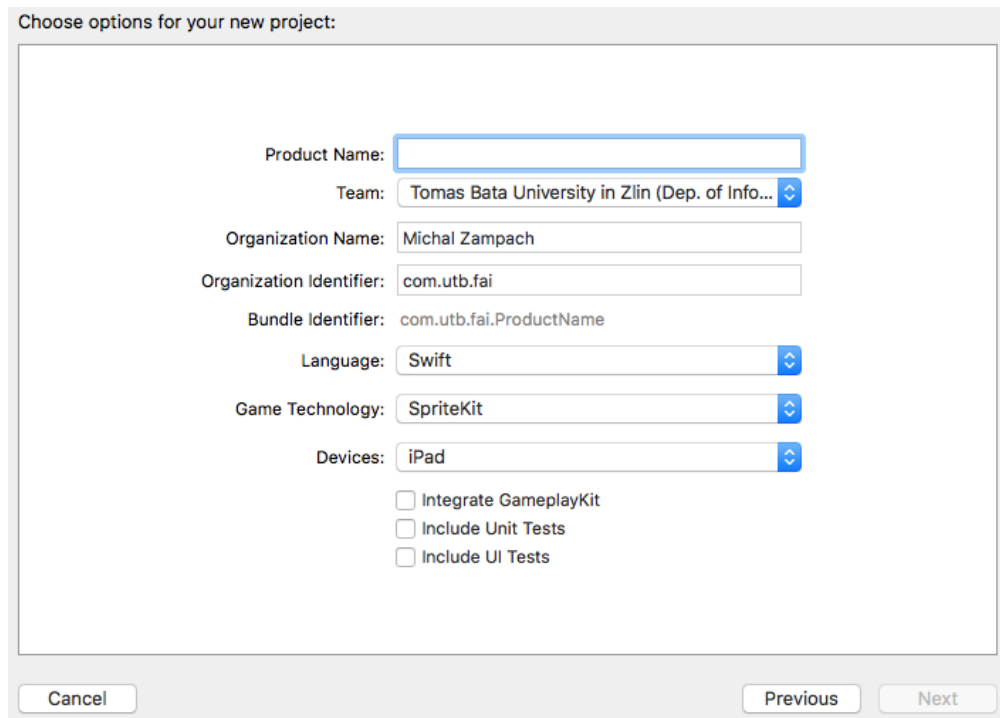 Choose options for your new project:
Product Name:
Team: Tomas Bata University in Zlin (Dep. of Info...
Organization Name: Michal Zampach
Organization Identifier: com.utb.fai
Bundle Identifier: com.utb.fai.ProductName
Language: Swift
Game Technology: SpriteKit
Devices: iPad
Integrate GameplayKit
Include Unit Tests
Include UI Tests
Cancel Previous Next